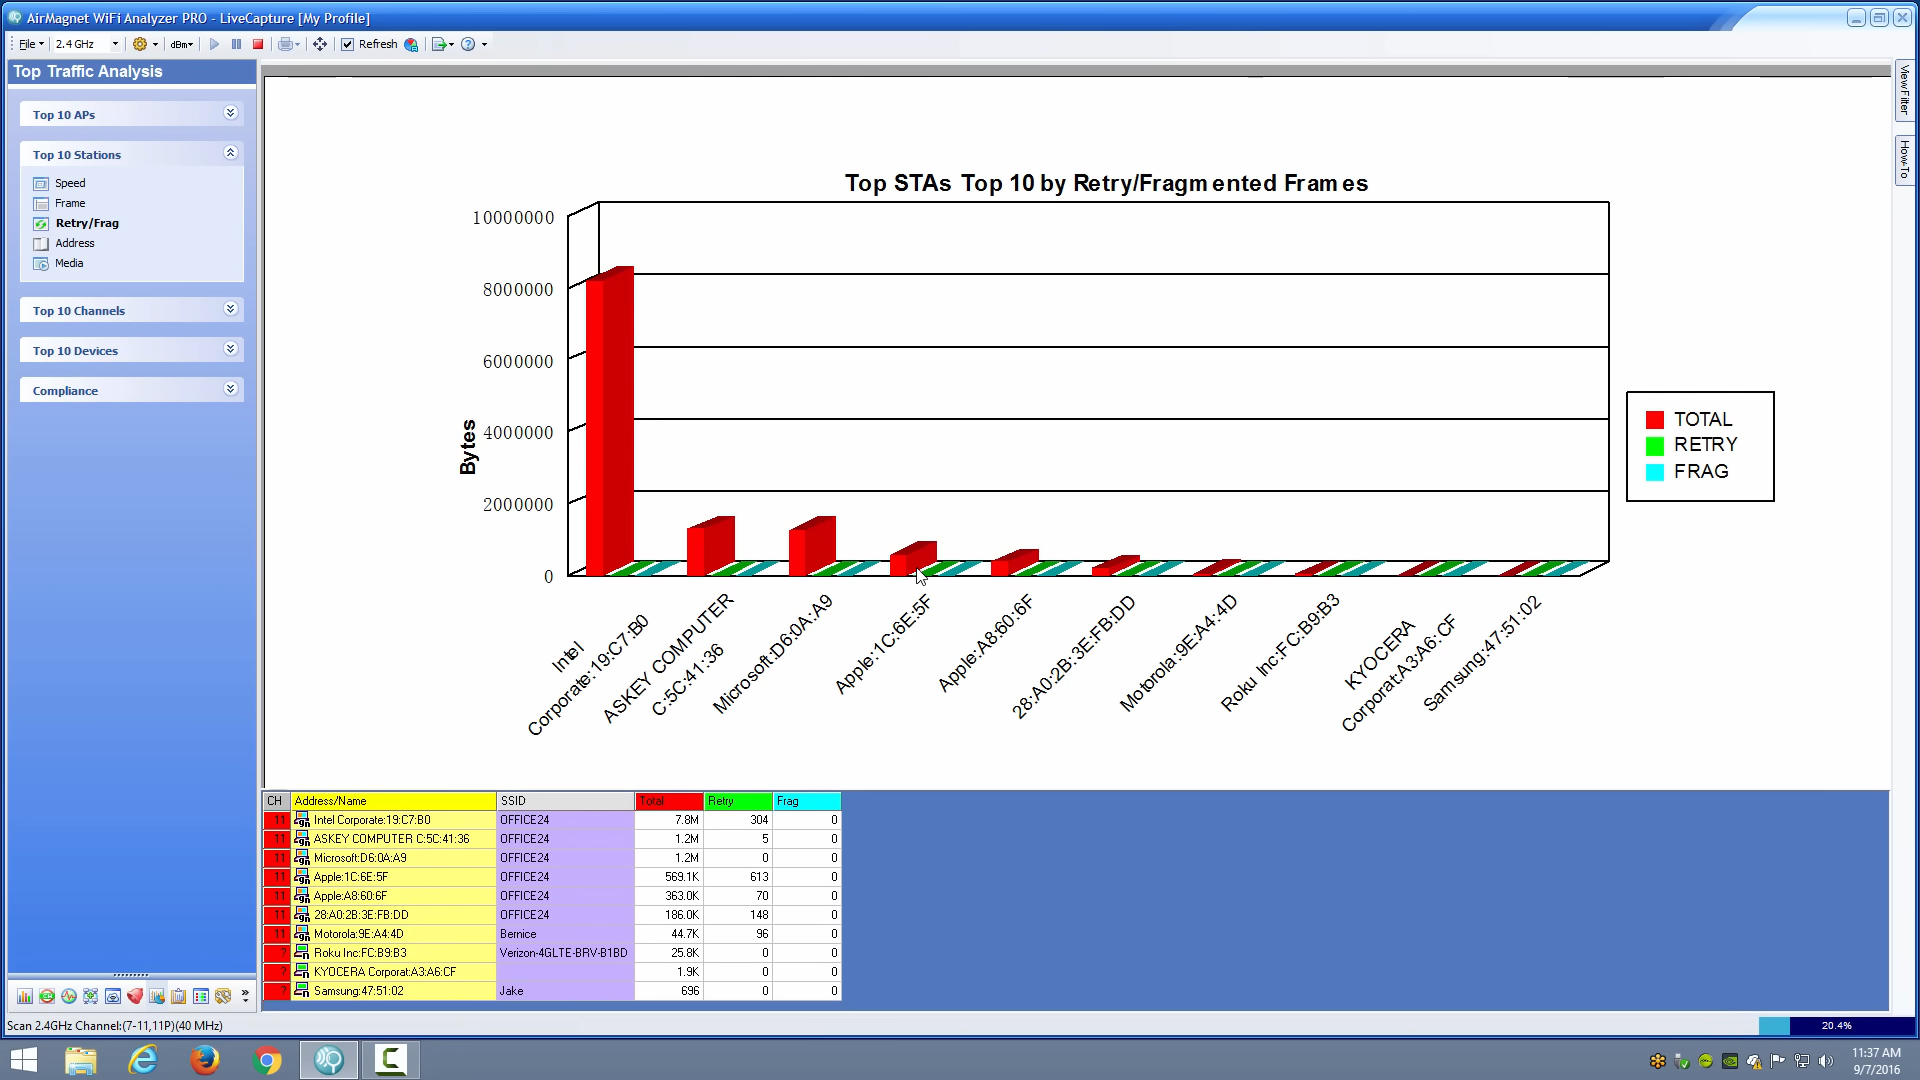 AirMagnet WiFi Analyzer PRO - LiveCapture [My Profile]
File 2.4 GHz dBm Refresh
Top Traffic Analysis
Top 10 APs
Top 10 Stations
Speed
Frame
Retry/Frag
Address
Media
Top 10 Channels
Top 10 Devices
Compliance
View Filter
How-To
Top STAs Top 10 by Retry/Fragmented Frames
Bytes
10000000
8000000
6000000
4000000
2000000
0
Intel
Corporate:19:C7:B0
ASKEY COMPUTER
C:5C:41:36
Microsoft:D6:0A:A9
Apple:1C:6E:5F
Apple:A8:60:6F
28:A0:2B:3E:FB:DD
Motorola:9E:A4:4D
Roku Inc:FC:B9:B3
KYOCERA
Corporat:A3:A6:CF
Samsung:47:51:02
TOTAL
RETRY
FRAG
CH Address/Name SSID Total Retry Frag
11 Intel Corporate:19:C7:B0 OFFICE24 7.8M 304 0
11 ASKEY COMPUTER C:5C:41:36 OFFICE24 1.2M 5 0
11 Microsoft:D6:0A:A9 OFFICE24 1.2M 0 0
11 Apple:1C:6E:5F OFFICE24 569.1K 613 0
11 Apple:A8:60:6F OFFICE24 363.0K 70 0
11 28:A0:2B:3E:FB:DD OFFICE24 186.0K 148 0
11 Motorola:9E:A4:4D Bernice 44.7K 96 0
? Roku Inc:FC:B9:B3 Verizon-4GLTE-BRV-B1BD 25.8K 0 0
? KYOCERA Corporat:A3:A6:CF 1.9K 0 0
? Samsung:47:51:02 Jake 696 0 0
Scan 2.4GHz Channel:(7-11,11P)(40 MHz)
20.4%
11:37 AM
9/7/2016